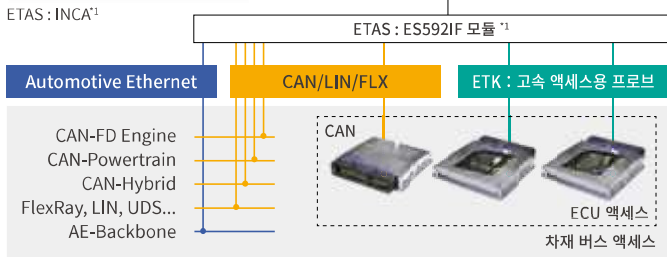 ETAS : INCA*1
ETAS : ES592IF 모듈 *1
Automotive Ethernet
CAN/LIN/FLX
ETK : 고속 액세스용 프로브
CAN-FD Engine
CAN-Powertrain
CAN-Hybrid
FlexRay, LIN, UDS...
AE-Backbone
CAN
ECU 액세스
차재 버스 액세스